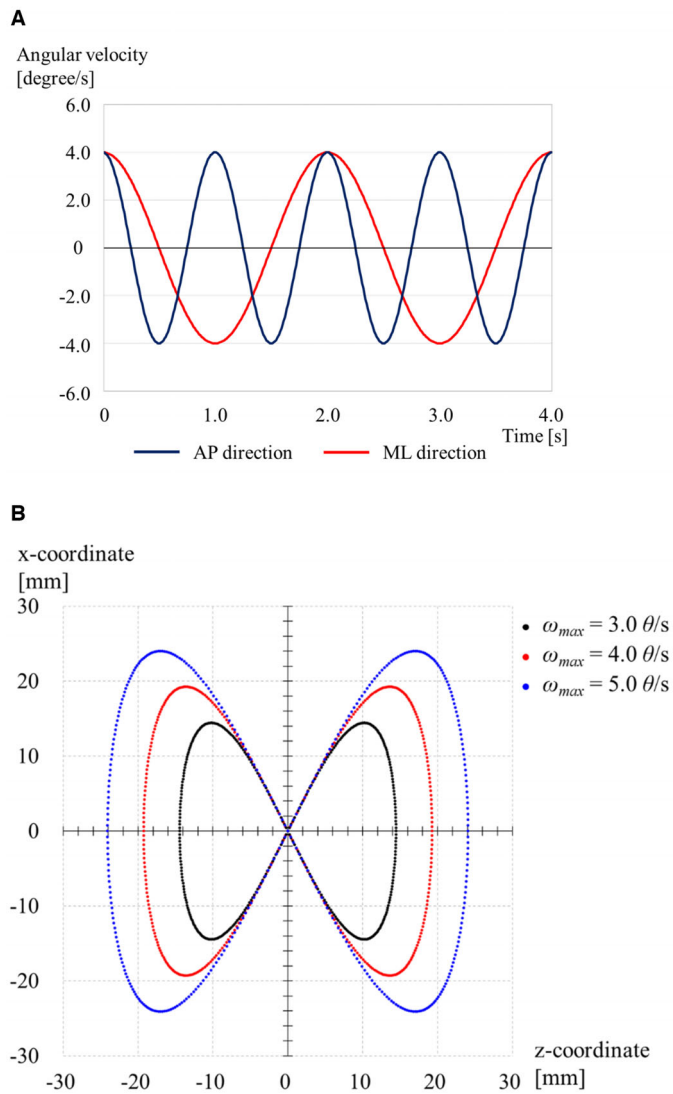 A
Angular velocity
[degree/s]
6.0
4.0
2.0
0
-2.0
-4.0
-6.0
0 1.0 2.0 3.0 4.0
Time [s]
AP direction ML direction
B
x-coordinate
[mm]
30
20
10
0
-10
-20
-30
ωmax = 3.0 θ/s
ωmax = 4.0 θ/s
ωmax = 5.0 θ/s
z-coordinate
-30 -20 -10 0 10 20 30
[mm]